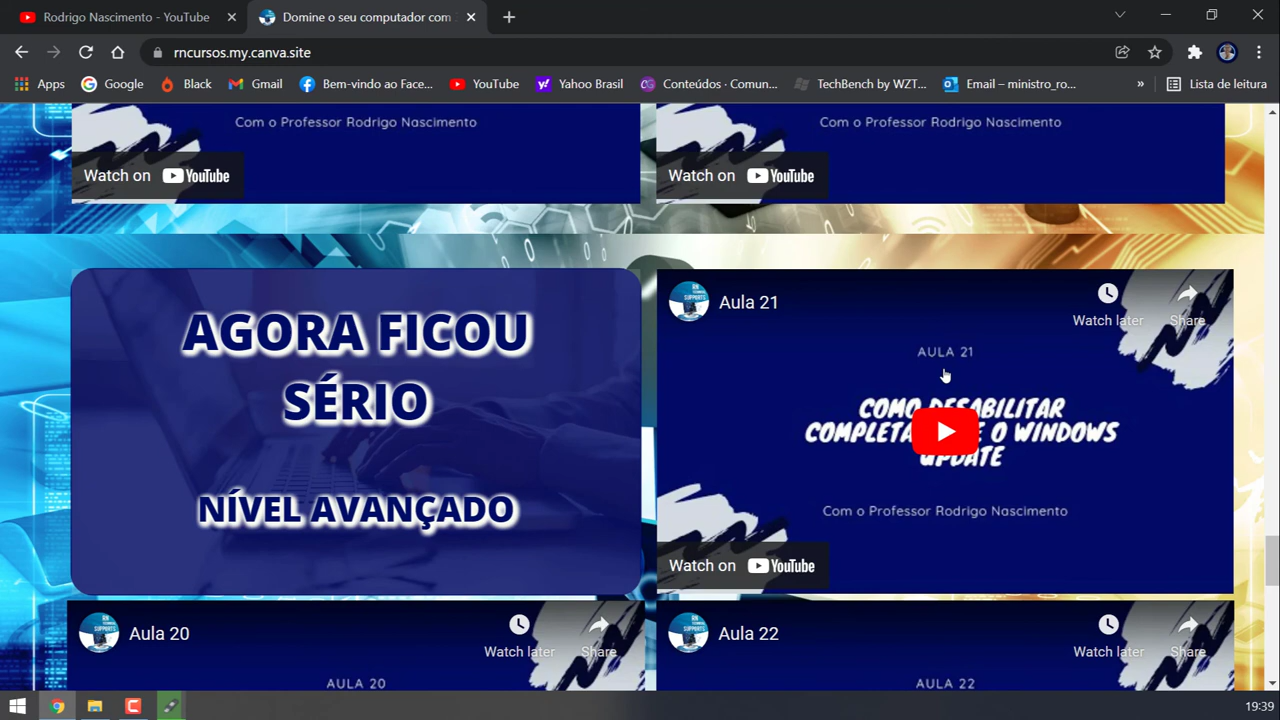 Rodrigo Nascimento - YouTube
Domine o seu computador com
rncursos.my.canva.site
Apps
Google
Black
Gmail
Bem-vindo ao Face...
YouTube
Yahoo Brasil
Conteúdos · Comun...
TechBench by WZT...
Email – ministro_ro...
»
Lista de leitura
Com o Professor Rodrigo Nascimento
Com o Professor Rodrigo Nascimento
Watch on YouTube
Watch on YouTube
AGORA FICOU
SÉRIO
NÍVEL AVANÇADO
Aula 21
Watch later
Share
AULA 21
COMO DESABILITAR
O WINDOWS
UPDATE
Com o Professor Rodrigo Nascimento
Watch on YouTube
Aula 20
Watch later
Share
AULA 20
Aula 22
Watch later
Share
AULA 22
19:39